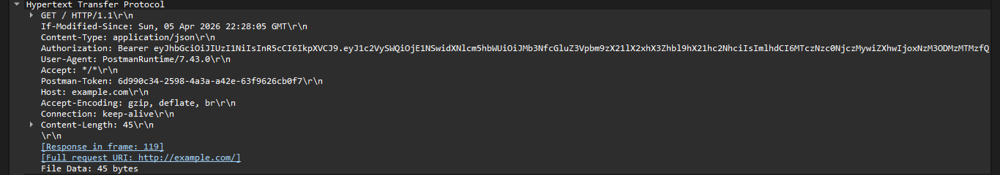 Hypertext Transfer Protocol
GET / HTTP/1.1\r\n
If-Modified-Since: Sun, 05 Apr 2026 22:28:05 GMT\r\n
Content-Type: application/json\r\n
Authorization: Bearer eyJhbGciOiJIUzI1NiIsInR5cCI6IkpXVCJ9.eyJ1c2VySWQiOjE1NSwidXNlcm5hbWUiOiJMb3NfcGluZ3Vpbm9zX21lX2xhX3Zhbl9hX21hc2NhciIsImlhdCI6MTczNzc0NjczMywiZXhwIjoxNzM3ODMzMTMzfQ
User-Agent: PostmanRuntime/7.43.0\r\n
Accept: */*\r\n
Postman-Token: 6d990c34-2598-4a3a-a42e-63f9626cb0f7\r\n
Host: example.com\r\n
Accept-Encoding: gzip, deflate, br\r\n
Connection: keep-alive\r\n
Content-Length: 45\r\n
\r\n
[Response in frame: 119]
[Full request URI: http://example.com/]
File Data: 45 bytes